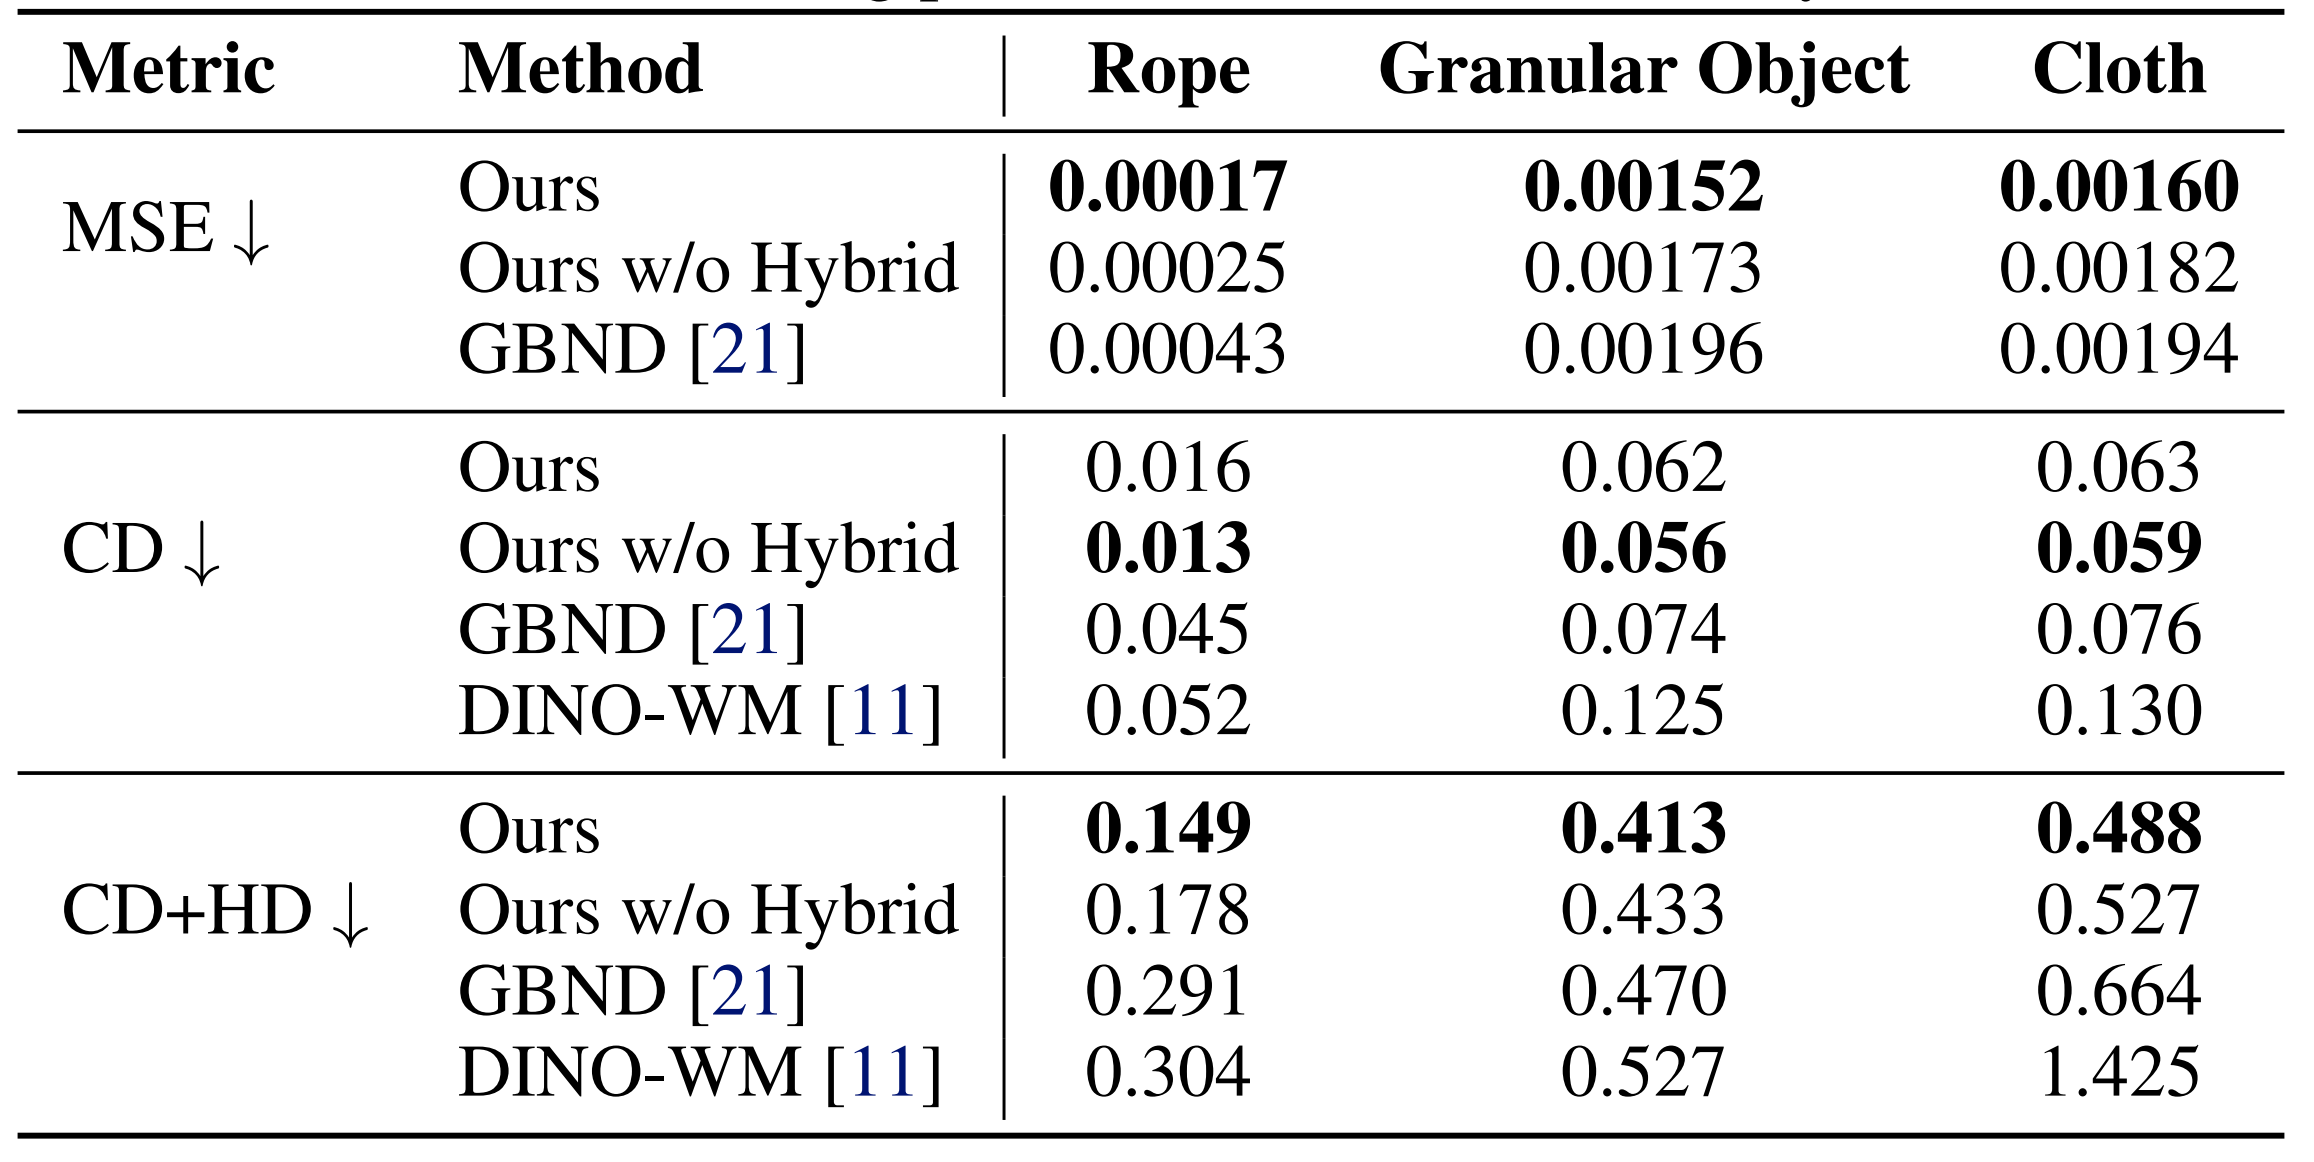 Metric Method Rope Granular Object Cloth
MSE ↓
Ours 0.00017 0.00152 0.00160
Ours w/o Hybrid 0.00025 0.00173 0.00182
GBND [21] 0.00043 0.00196 0.00194
CD ↓
Ours 0.016 0.062 0.063
Ours w/o Hybrid 0.013 0.056 0.059
GBND [21] 0.045 0.074 0.076
DINO-WM [11] 0.052 0.125 0.130
CD+HD ↓
Ours 0.149 0.413 0.488
Ours w/o Hybrid 0.178 0.433 0.527
GBND [21] 0.291 0.470 0.664
DINO-WM [11] 0.304 0.527 1.425